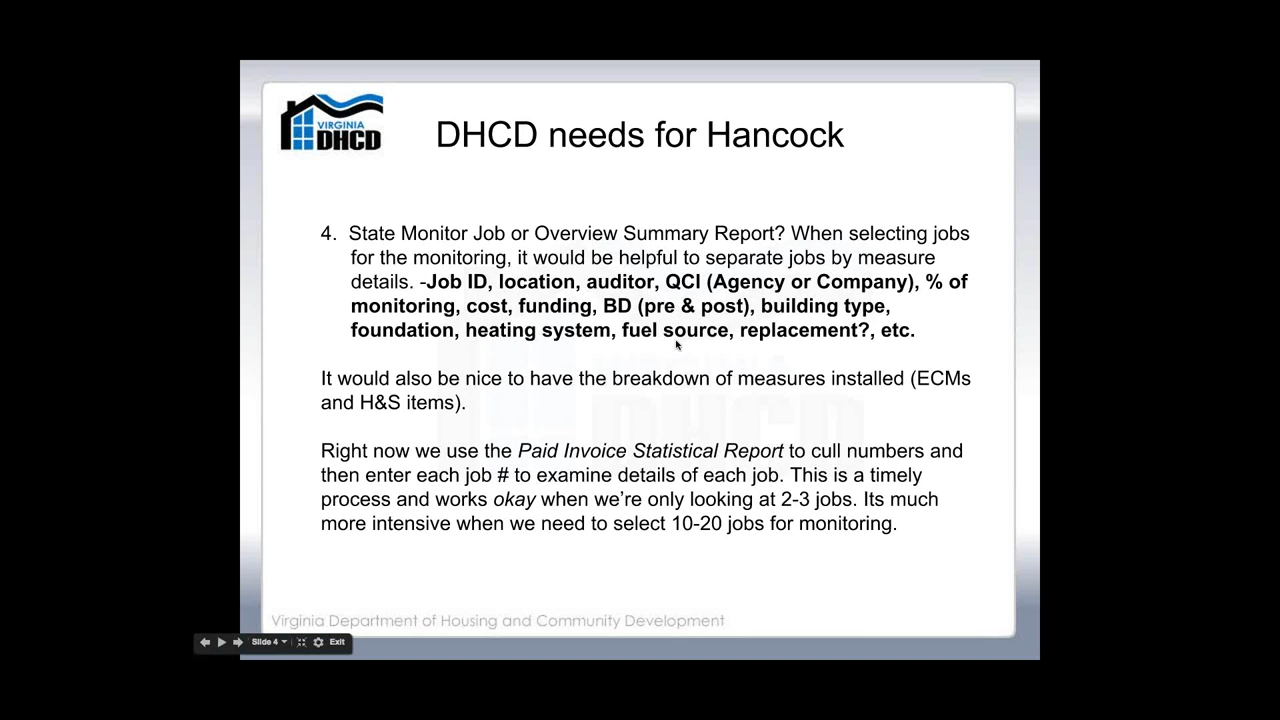 VIRGINIA
DHCD
DHCD needs for Hancock
4. State Monitor Job or Overview Summary Report? When selecting jobs
for the monitoring, it would be helpful to separate jobs by measure
details. -Job ID, location, auditor, QCI (Agency or Company), % of
monitoring, cost, funding, BD (pre & post), building type,
foundation, heating system, fuel source, replacement?, etc.
It would also be nice to have the breakdown of measures installed (ECMs
and H&S items).
Right now we use the Paid Invoice Statistical Report to cull numbers and
then enter each job # to examine details of each job. This is a timely
process and works okay when we’re only looking at 2-3 jobs. Its much
more intensive when we need to select 10-20 jobs for monitoring.
Virginia Department of Housing and Community Development
Slide 4
Exit